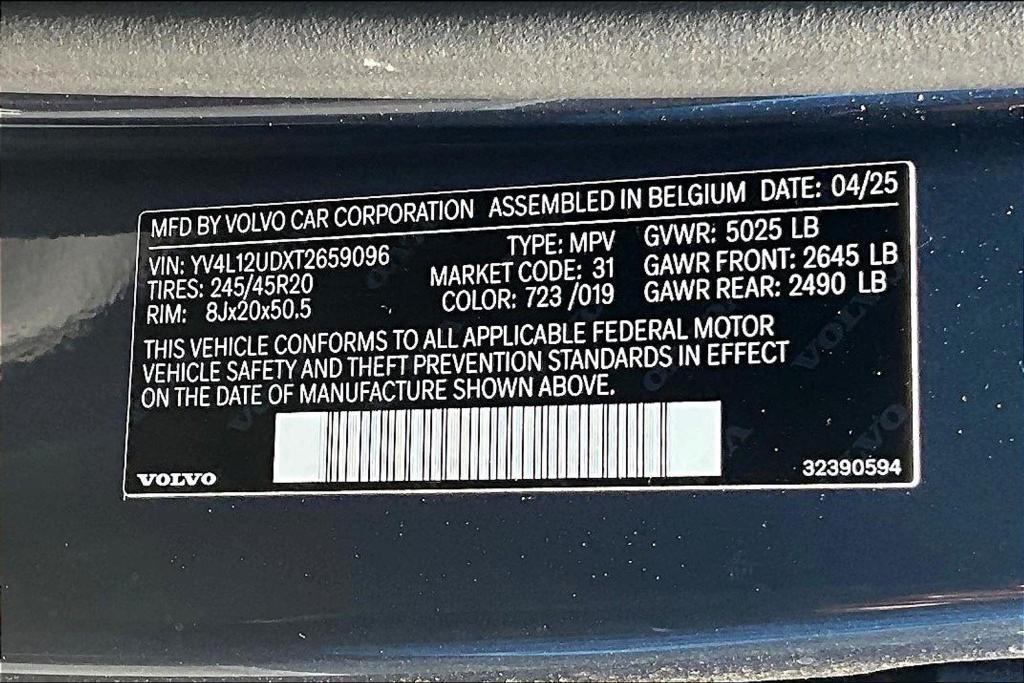 MFD BY VOLVO CAR CORPORATION ASSEMBLED IN BELGIUM DATE: 04/25
VIN: YV4L12UDXT2659096 TYPE: MPV GVWR: 5025 LB
TIRES: 245/45R20 MARKET CODE: 31 GAWR FRONT: 2645 LB
RIM: 8Jx20x50.5 COLOR: 723 /019 GAWR REAR: 2490 LB
THIS VEHICLE CONFORMS TO ALL APPLICABLE FEDERAL MOTOR
VEHICLE SAFETY AND THEFT PREVENTION STANDARDS IN EFFECT
ON THE DATE OF MANUFACTURE SHOWN ABOVE.
VOLVO 32390594